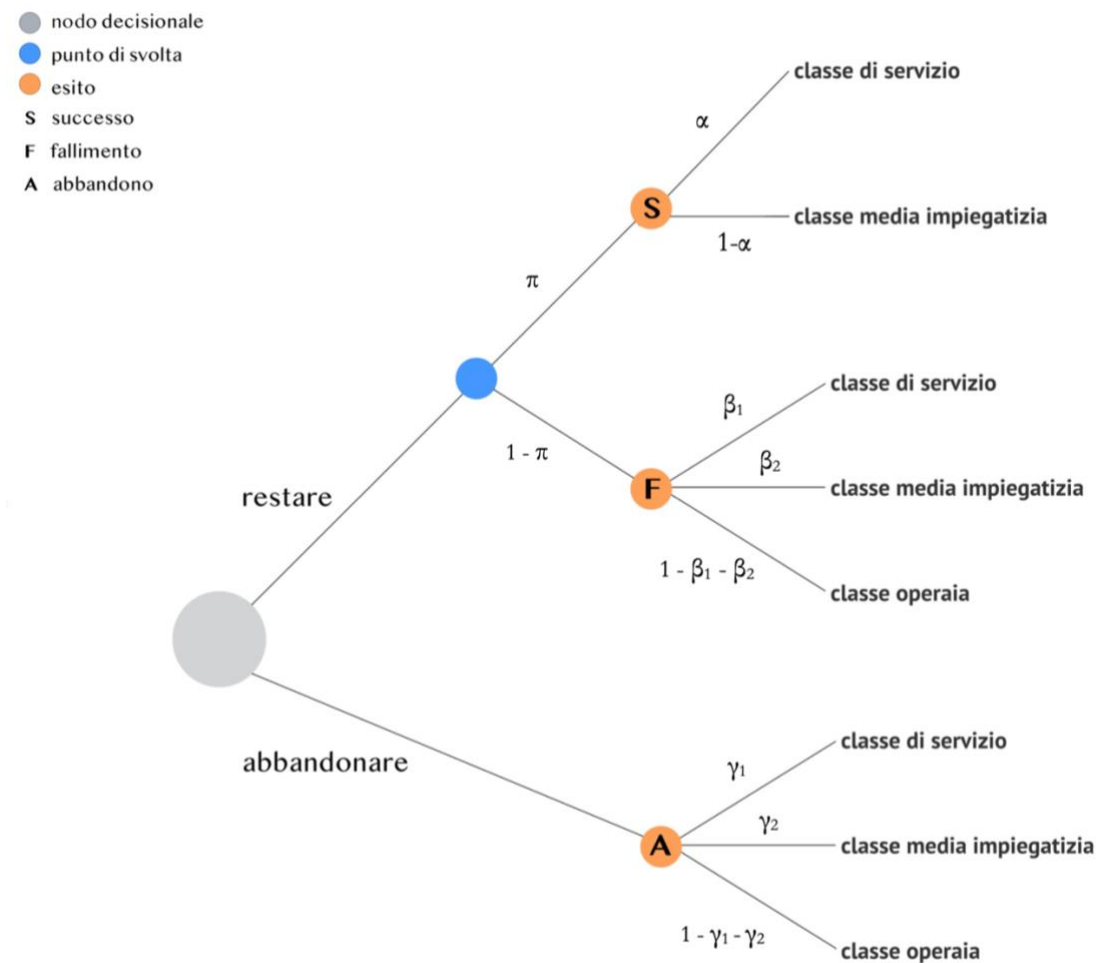 nodo decisionale
punto di svolta
esito
S successo
F fallimento
A abbandono
classe di servizio
α
S
classe media impiegatizia
1-α
π
classe di servizio
β1
1 - π
β2
F
classe media impiegatizia
restare
1 - β1 - β2
classe operaia
classe di servizio
abbandonare
γ1
γ2
A
classe media impiegatizia
1 - γ1 - γ2
classe operaia